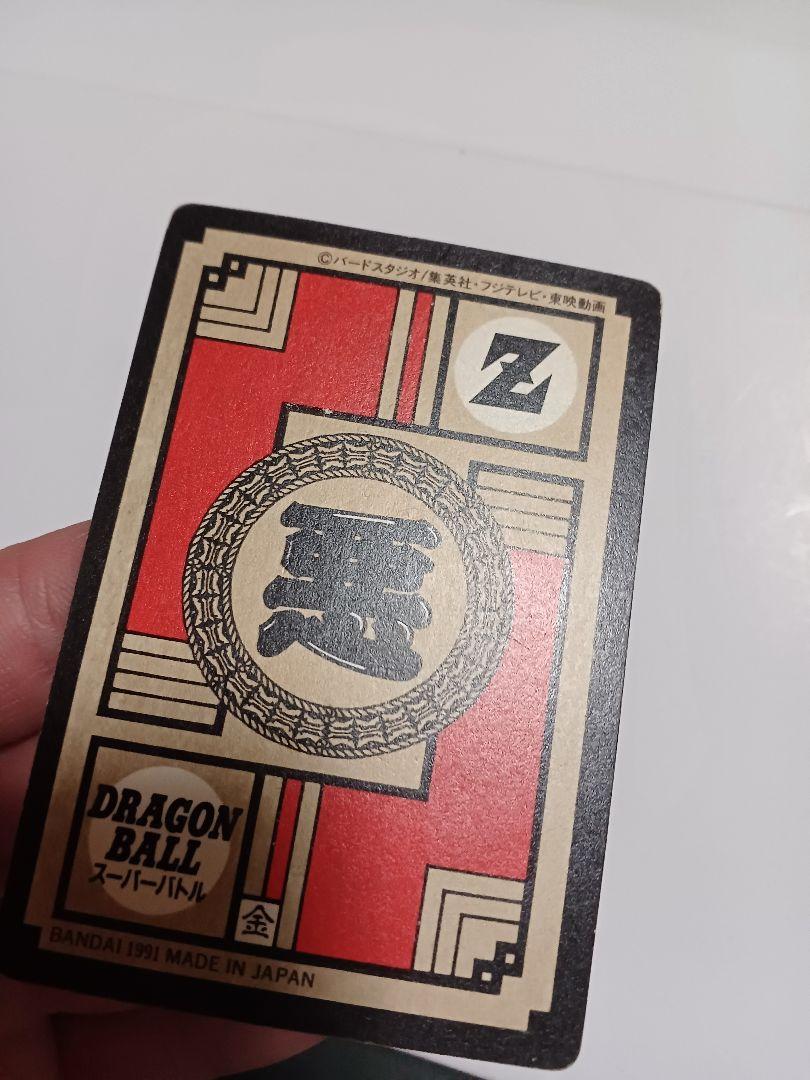 ©バードスタジオ/集英社・フジテレビ・東映動画
Z
悪
DRAGON
BALL
スーパーバトル
金
BANDAI 1991 MADE IN JAPAN